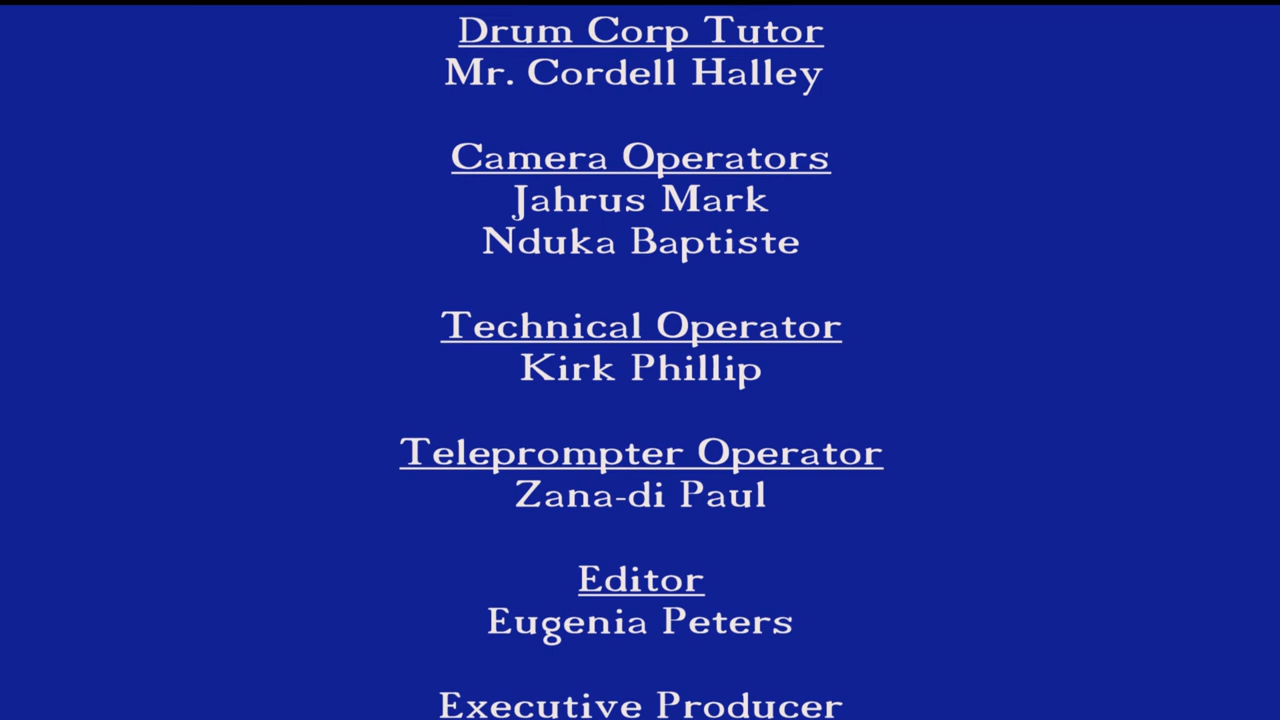 Drum Corp Tutor
Mr. Cordell Halley
Camera Operators
Jahrus Mark
Nduka Baptiste
Technical Operator
Kirk Phillip
Teleprompter Operator
Zana-di Paul
Editor
Eugenia Peters
Executive Producer